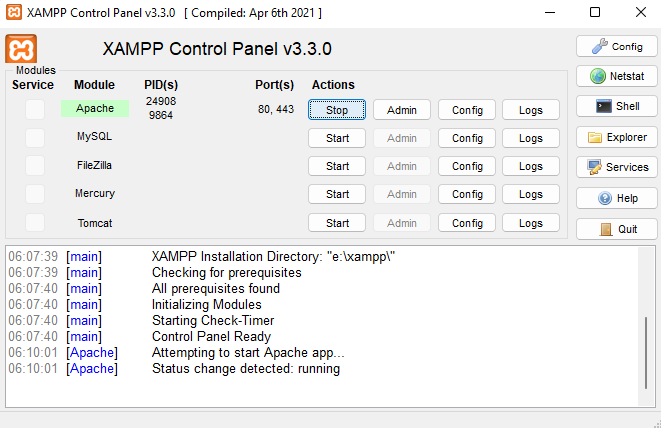 XAMPP Control Panel v3.3.0 [ Compiled: Apr 6th 2021 ]
XAMPP Control Panel v3.3.0
Config
Modules
Service Module PID(s) Port(s) Actions
Netstat
Apache 24908 9864 80, 443 Stop Admin Config Logs
Shell
MySQL Start Admin Config Logs
Explorer
FileZilla Start Admin Config Logs
Services
Mercury Start Admin Config Logs
Help
Tomcat Start Admin Config Logs
Quit
06:07:39 [main] XAMPP Installation Directory: "e:\xampp\"
06:07:39 [main] Checking for prerequisites
06:07:40 [main] All prerequisites found
06:07:40 [main] Initializing Modules
06:07:40 [main] Starting Check-Timer
06:07:40 [main] Control Panel Ready
06:10:01 [Apache] Attempting to start Apache app...
06:10:01 [Apache] Status change detected: running